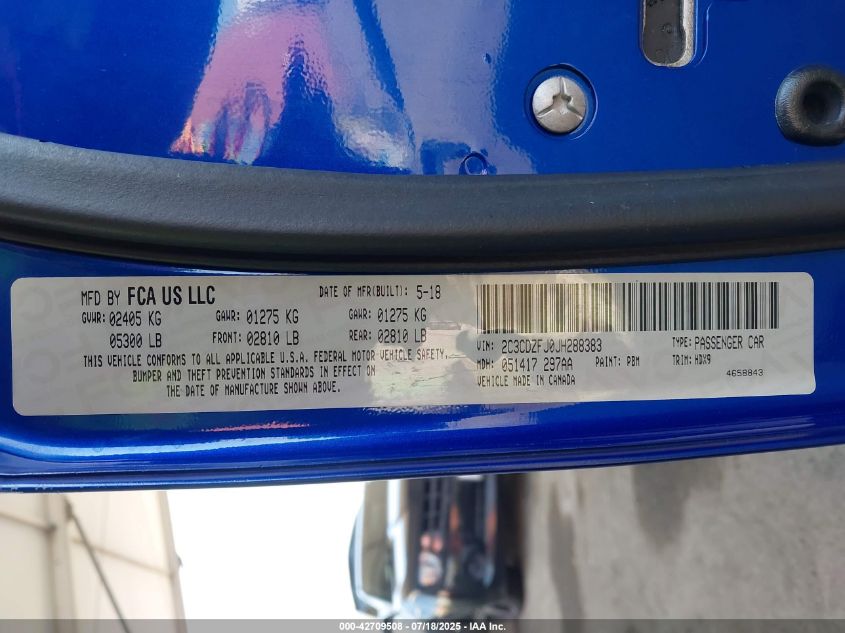 MFD BY FCA US LLC DATE OF MFR(BUILT): 5-18
GVWR: 02405 KG GAWR: 01275 KG GAWR: 01275 KG
05300 LB FRONT: 02810 LB REAR: 02810 LB
THIS VEHICLE CONFORMS TO ALL APPLICABLE U.S.A. FEDERAL MOTOR VEHICLE SAFETY,
BUMPER AND THEFT PREVENTION STANDARDS IN EFFECT ON
THE DATE OF MANUFACTURE SHOWN ABOVE.
VIN: 2C3CDZFJ0JH288383 TYPE: PASSENGER CAR
MDH: 051417 297AA PAINT: PBM TRIM: HDX9
VEHICLE MADE IN CANADA 4658843
000-42709508 - 07/18/2025 - IAA Inc.